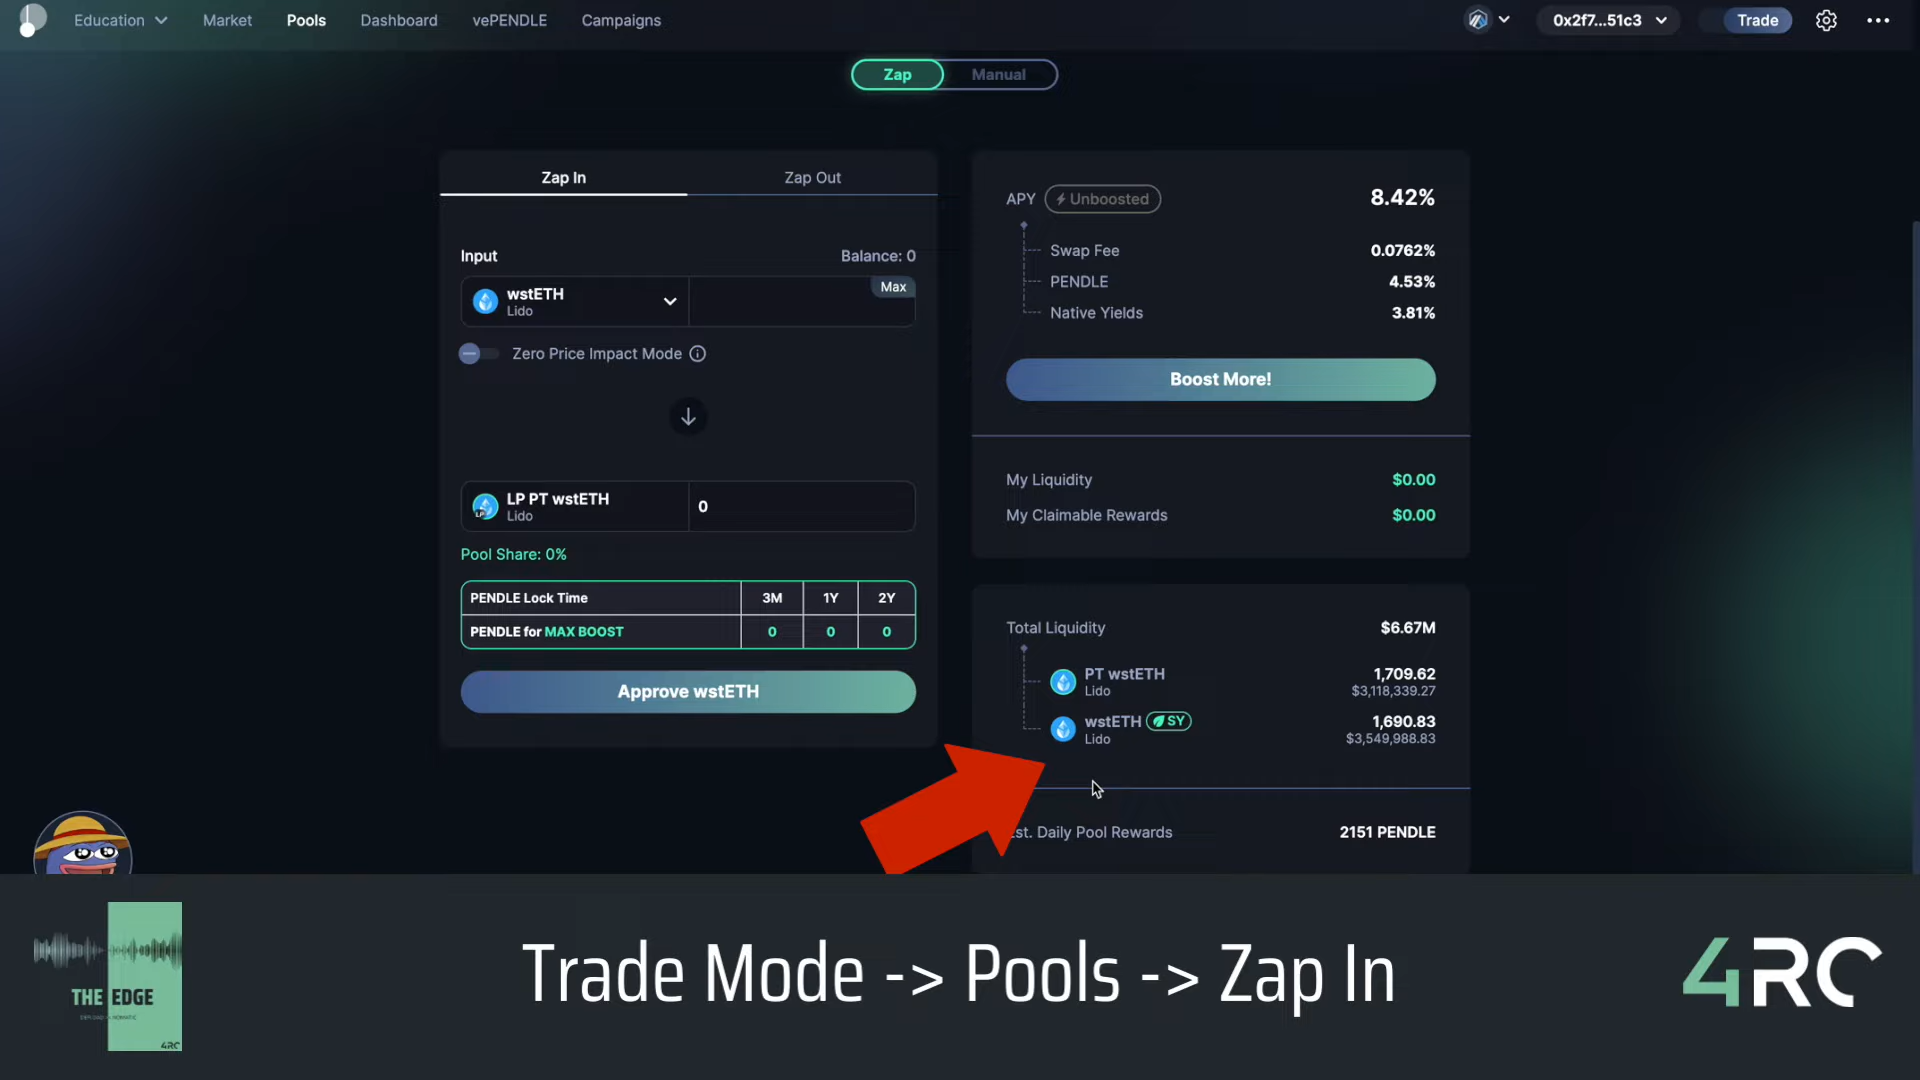 Education
Market
Pools
Dashboard
vePENDLE
Campaigns
0x2f7...51c3
Trade
Zap
Manual
Zap In
Zap Out
Input
Balance: 0
wstETH
Lido
Max
Zero Price Impact Mode
LP PT wstETH
Lido
0
Pool Share: 0%
PENDLE Lock Time 3M 1Y 2Y
PENDLE for MAX BOOST 0 0 0
Approve wstETH
APY Unboosted 8.42%
Swap Fee 0.0762%
PENDLE 4.53%
Native Yields 3.81%
Boost More!
My Liquidity $0.00
My Claimable Rewards $0.00
Total Liquidity $6.67M
PT wstETH 1,709.62
Lido $3,118,339.27
wstETH SY 1,690.83
Lido $3,549,988.83
Est. Daily Pool Rewards 2151 PENDLE
THE EDGE
4RC
Trade Mode -> Pools -> Zap In
4RC